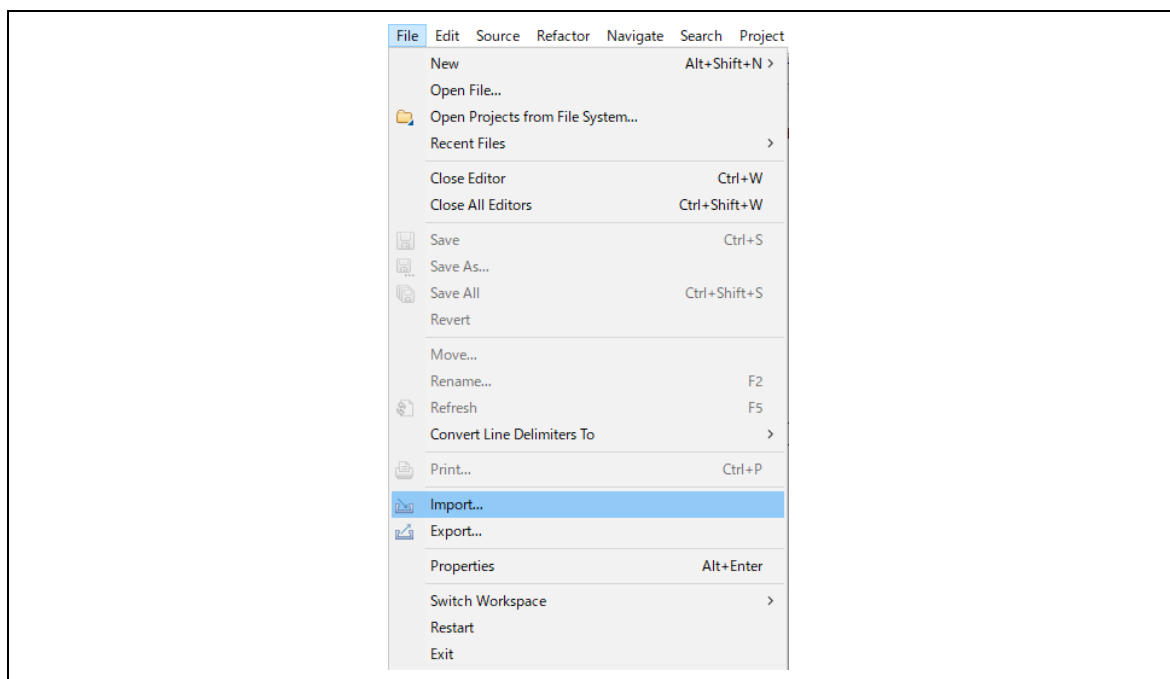 File Edit Source Refactor Navigate Search Project
New Alt+Shift+N >
Open File...
Open Projects from File System...
Recent Files >
Close Editor Ctrl+W
Close All Editors Ctrl+Shift+W
Save Ctrl+S
Save As...
Save All Ctrl+Shift+S
Revert
Move...
Rename... F2
Refresh F5
Convert Line Delimiters To >
Print... Ctrl+P
Import...
Export...
Properties Alt+Enter
Switch Workspace >
Restart
Exit